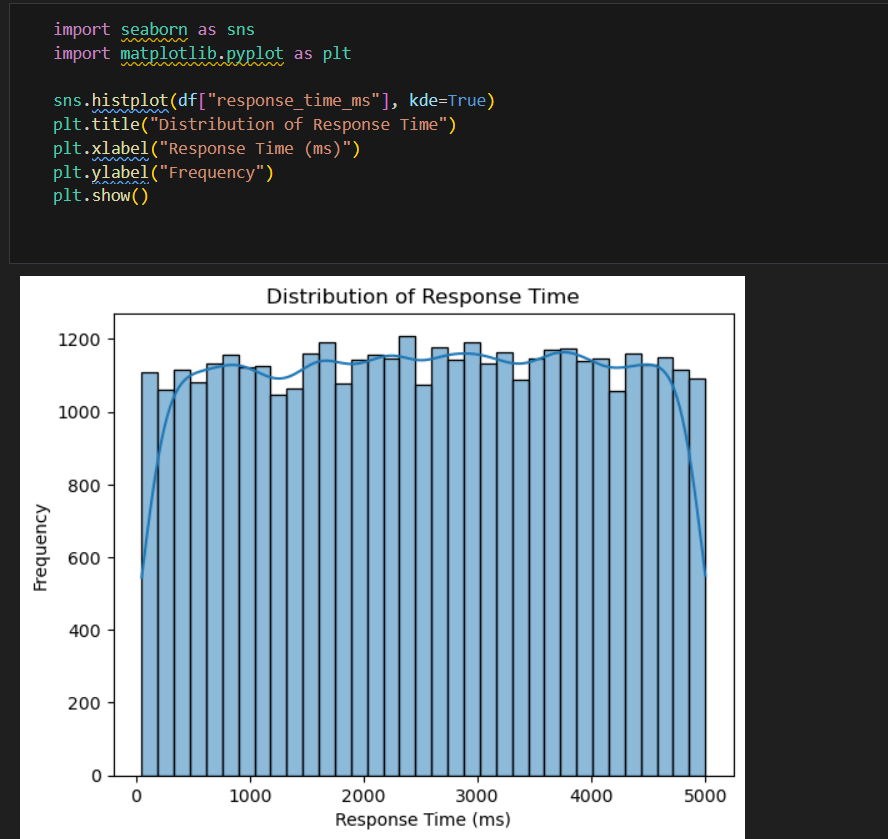 import seaborn as sns
import matplotlib.pyplot as plt
sns.histplot(df["response_time_ms"], kde=True)
plt.title("Distribution of Response Time")
plt.xlabel("Response Time (ms)")
plt.ylabel("Frequency")
plt.show()
Distribution of Response Time
1200
1000
800
600
400
200
0
Frequency
0 1000 2000 3000 4000 5000
Response Time (ms)